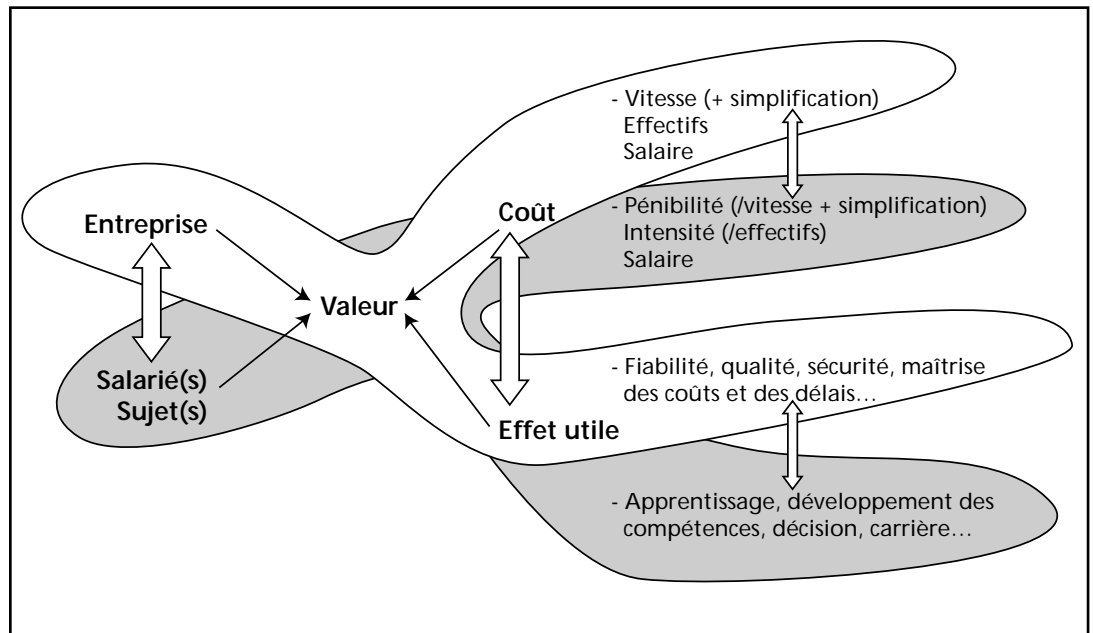 - Vitesse (+ simplification)
Effectifs
Salaire
Entreprise
Coût
- Pénibilité (/vitesse + simplification)
Intensité (/effectifs)
Salaire
Valeur
Salarié(s)
Sujet(s)
- Fiabilité, qualité, sécurité, maîtrise
des coûts et des délais…
Effet utile
- Apprentissage, développement des
compétences, décision, carrière…